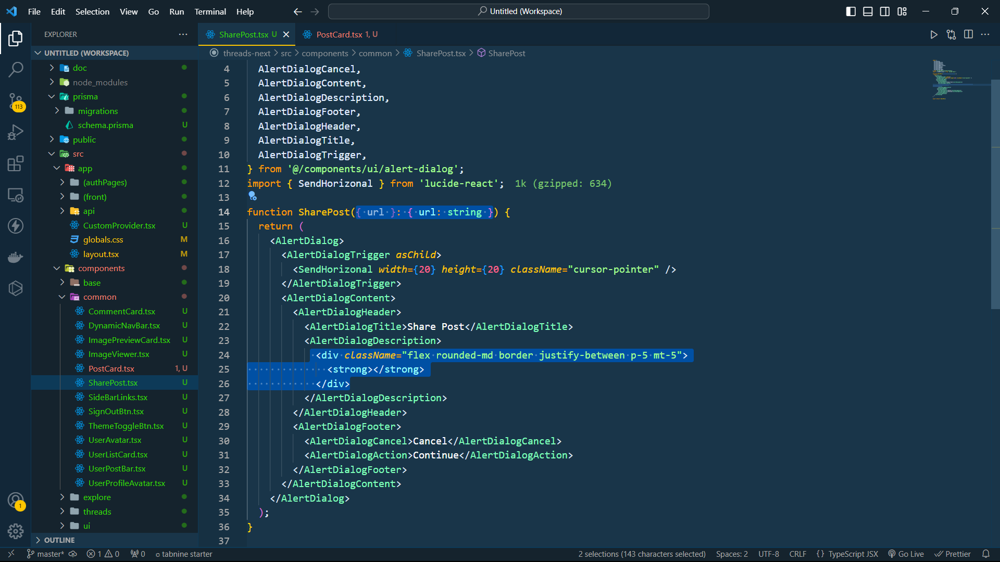 File Edit Selection View Go Run Terminal Help
Untitled (Workspace)
EXPLORER
UNTITLED (WORKSPACE)
doc
node_modules
prisma
migrations
schema.prisma U
public
src
app
(authPages)
(front)
api
CustomProvider.tsx U
globals.css M
layout.tsx M
components
base
common
CommentCard.tsx U
DynamicNavBar.tsx U
ImagePreviewCard.tsx U
ImageViewer.tsx U
PostCard.tsx 1, U
SharePost.tsx U
SideBarLinks.tsx U
SignOutBtn.tsx U
ThemeToggleBtn.tsx U
UserAvatar.tsx U
UserListCard.tsx U
UserPostBar.tsx U
UserProfileAvatar.tsx U
explore
threads
ui
OUTLINE
113
1
SharePost.tsx U
PostCard.tsx 1, U
threads-next > src > components > common > SharePost.tsx > SharePost
4 AlertDialogCancel,
5 AlertDialogContent,
6 AlertDialogDescription,
7 AlertDialogFooter,
8 AlertDialogHeader,
9 AlertDialogTitle,
10 AlertDialogTrigger,
11 } from '@/components/ui/alert-dialog';
12 import { SendHorizonal } from 'lucide-react'; 1k (gzipped: 634)
13
14 function SharePost({ url }: { url: string }) {
15 return (
16 <AlertDialog>
17 <AlertDialogTrigger asChild>
18 <SendHorizonal width={20} height={20} className="cursor-pointer" />
19 </AlertDialogTrigger>
20 <AlertDialogContent>
21 <AlertDialogHeader>
22 <AlertDialogTitle>Share Post</AlertDialogTitle>
23 <AlertDialogDescription>
24 <div className="flex rounded-md border justify-between p-5 mt-5">
25 <strong></strong>
26 </div>
27 </AlertDialogDescription>
28 </AlertDialogHeader>
29 <AlertDialogFooter>
30 <AlertDialogCancel>Cancel</AlertDialogCancel>
31 <AlertDialogAction>Continue</AlertDialogAction>
32 </AlertDialogFooter>
33 </AlertDialogContent>
34 </AlertDialog>
35 );
36 }
37
master* 1 0 0 tabnine starter 2 selections (143 characters selected) Spaces: 2 UTF-8 CRLF {} TypeScript JSX Go Live Prettier